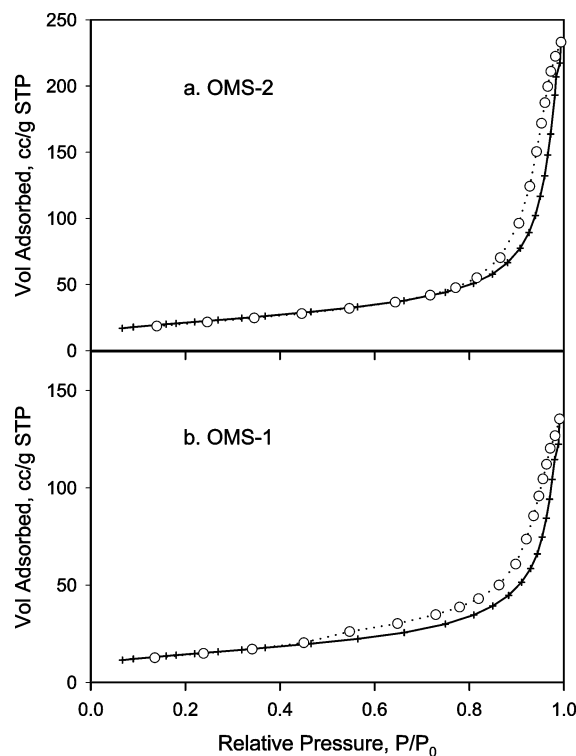 250
200
150
100
50
0
Vol Adsorbed, cc/g STP
a. OMS-2
150
100
50
0
Vol Adsorbed, cc/g STP
b. OMS-1
0.0 0.2 0.4 0.6 0.8 1.0
Relative Pressure, P/P0